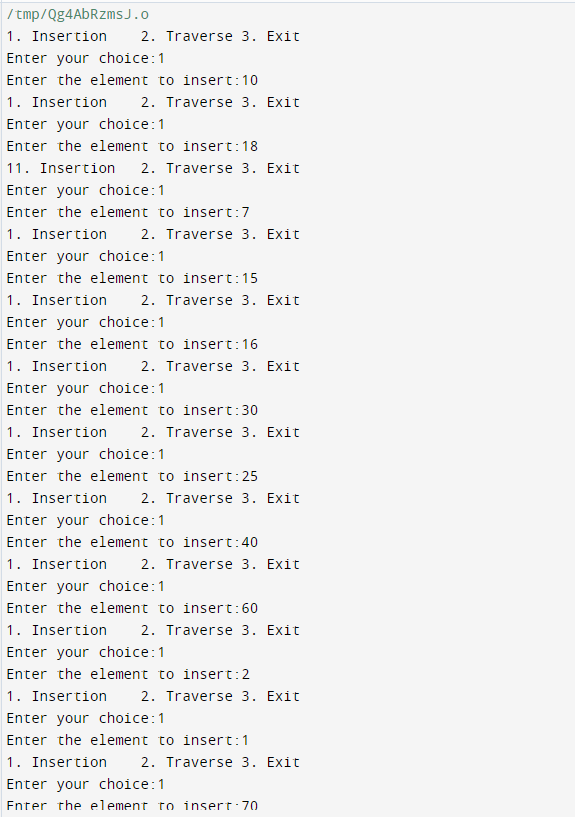 /tmp/Qg4AbRzmsJ.o
1. Insertion    2. Traverse 3. Exit
Enter your choice:1
Enter the element to insert:10
1. Insertion    2. Traverse 3. Exit
Enter your choice:1
Enter the element to insert:18
11. Insertion   2. Traverse 3. Exit
Enter your choice:1
Enter the element to insert:7
1. Insertion    2. Traverse 3. Exit
Enter your choice:1
Enter the element to insert:15
1. Insertion    2. Traverse 3. Exit
Enter your choice:1
Enter the element to insert:16
1. Insertion    2. Traverse 3. Exit
Enter your choice:1
Enter the element to insert:30
1. Insertion    2. Traverse 3. Exit
Enter your choice:1
Enter the element to insert:25
1. Insertion    2. Traverse 3. Exit
Enter your choice:1
Enter the element to insert:40
1. Insertion    2. Traverse 3. Exit
Enter your choice:1
Enter the element to insert:60
1. Insertion    2. Traverse 3. Exit
Enter your choice:1
Enter the element to insert:2
1. Insertion    2. Traverse 3. Exit
Enter your choice:1
Enter the element to insert:1
1. Insertion    2. Traverse 3. Exit
Enter your choice:1
Enter the element to insert:70